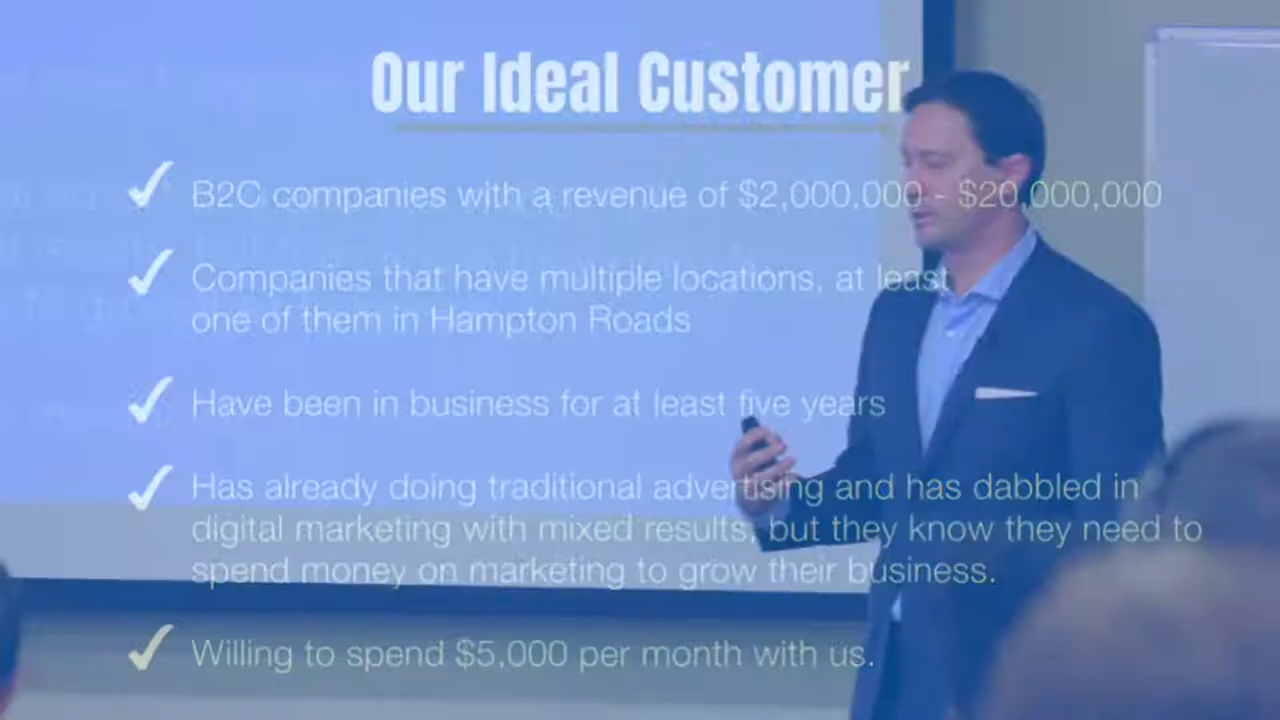 Our Ideal Customer
B2C companies with a revenue of $2,000,000 - $20,000,000
Companies that have multiple locations, at least
one of them in Hampton Roads
Have been in business for at least five years
Has already doing traditional advertising and has dabbled in
digital marketing with mixed results, but they know they need to
spend money on marketing to grow their business.
Willing to spend $5,000 per month with us.